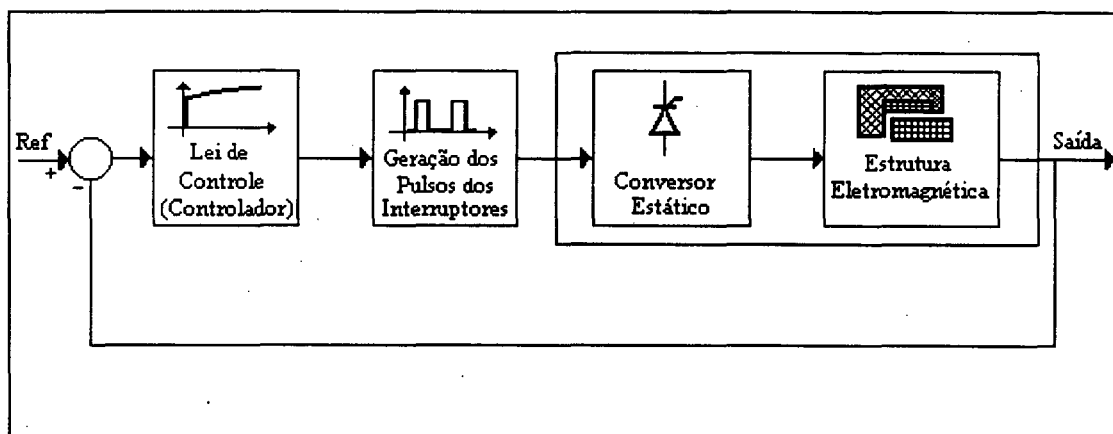 Ref
+
−
Lei de
Controle
(Controlador)
Geração dos
Pulsos dos
Interruptores
Conversor
Estático
Estrutura
Eletromagnética
Saída